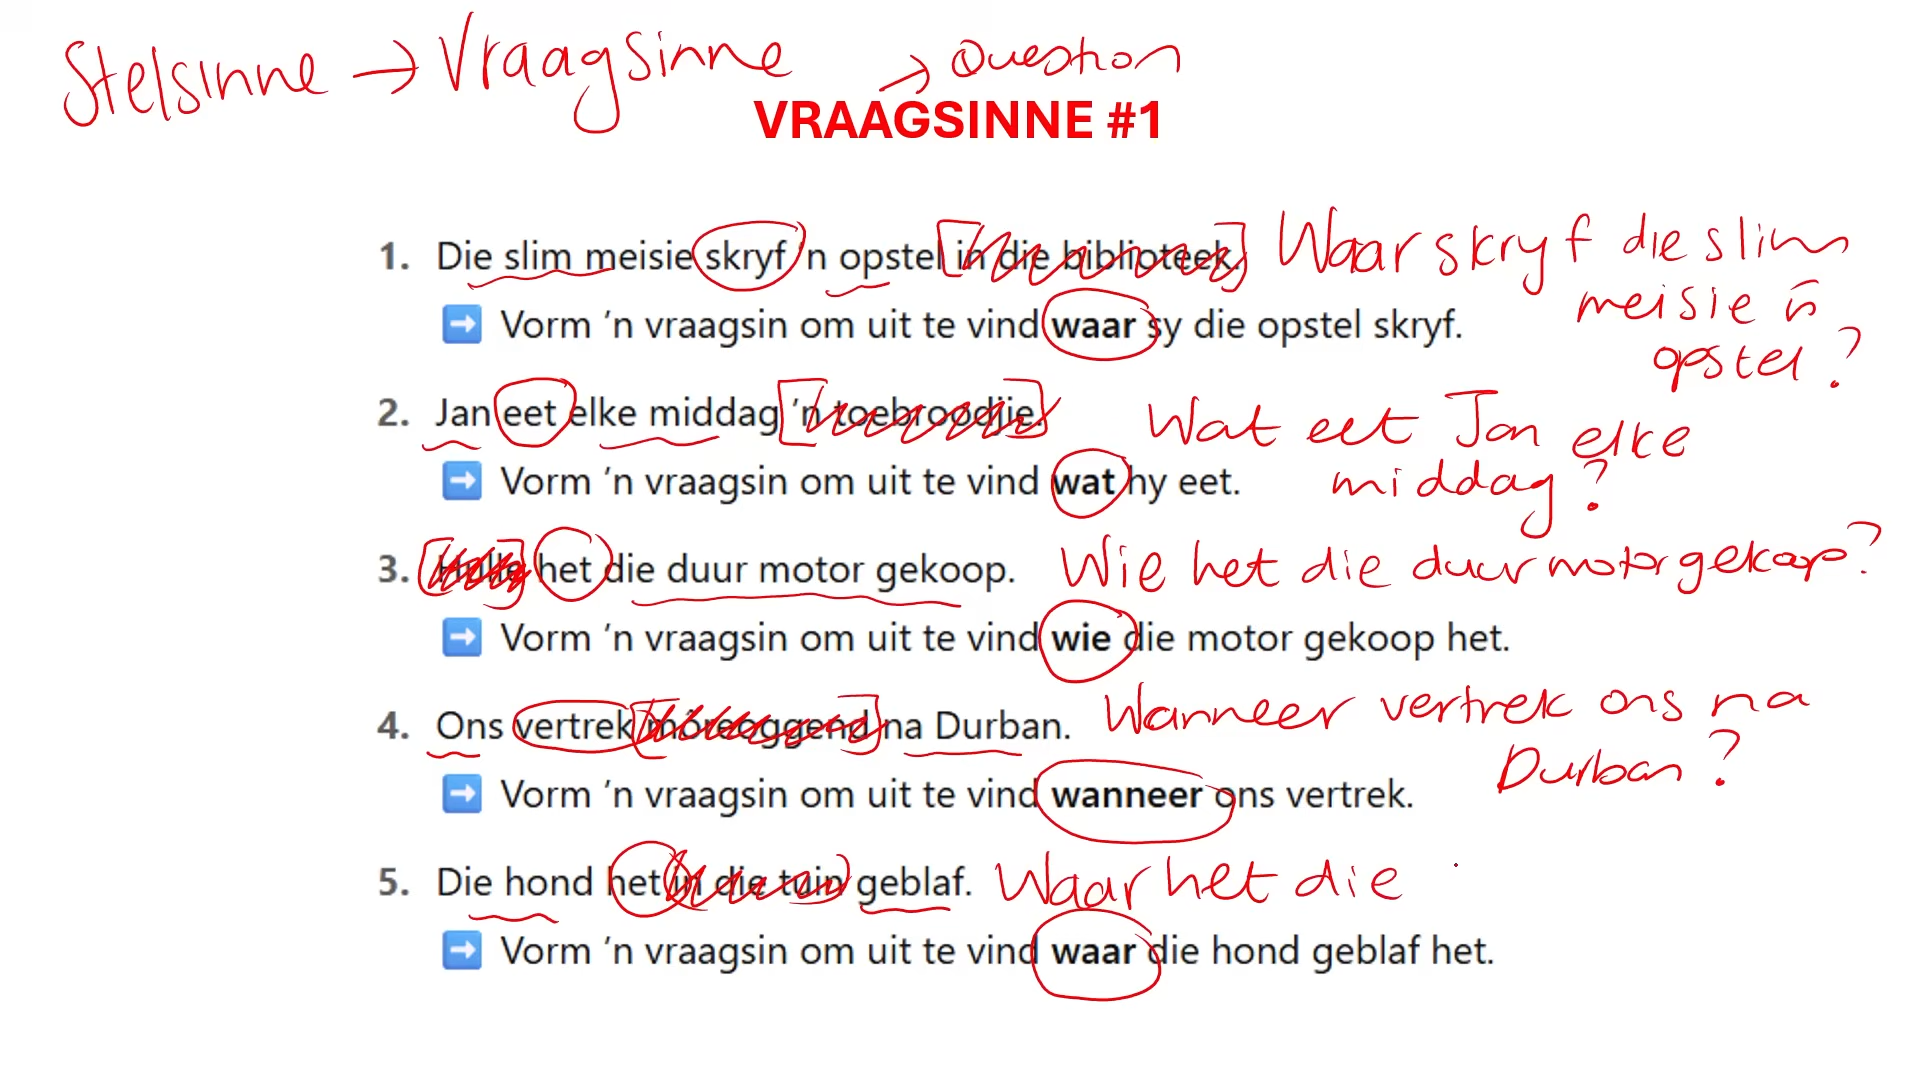 Stelsinne → Vraagsinne → Question
VRAAGSINNE #1
1. Die slim meisie skryf 'n opstel in die biblioteek. Waar skryf die slim
meisie 'n
opstel?
➡ Vorm 'n vraagsin om uit te vind waar sy die opstel skryf.
2. Jan eet elke middag 'n toebroodjie. Wat eet Jan elke
middag?
➡ Vorm 'n vraagsin om uit te vind wat hy eet.
3. Hulle het die duur motor gekoop. Wie het die duur motor gekoop?
➡ Vorm 'n vraagsin om uit te vind wie die motor gekoop het.
4. Ons vertrek môreoggend na Durban. Wanneer vertrek ons na
Durban?
➡ Vorm 'n vraagsin om uit te vind wanneer ons vertrek.
5. Die hond het in die tuin geblaf. Waar het die
➡ Vorm 'n vraagsin om uit te vind waar die hond geblaf het.